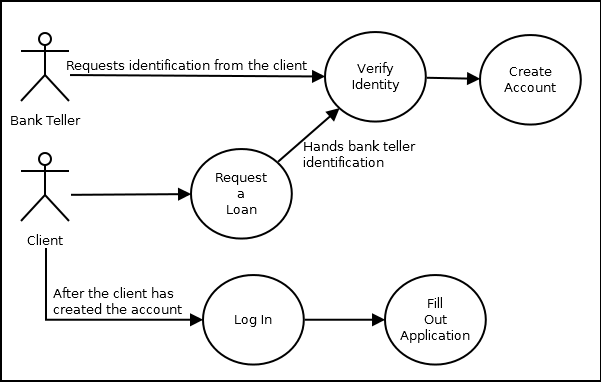 Requests identification from the client
Verify
Identity
Create
Account
Bank Teller
Hands bank teller
identification
Request
a
Loan
Client
After the client has
created the account
Log In
Fill
Out
Application